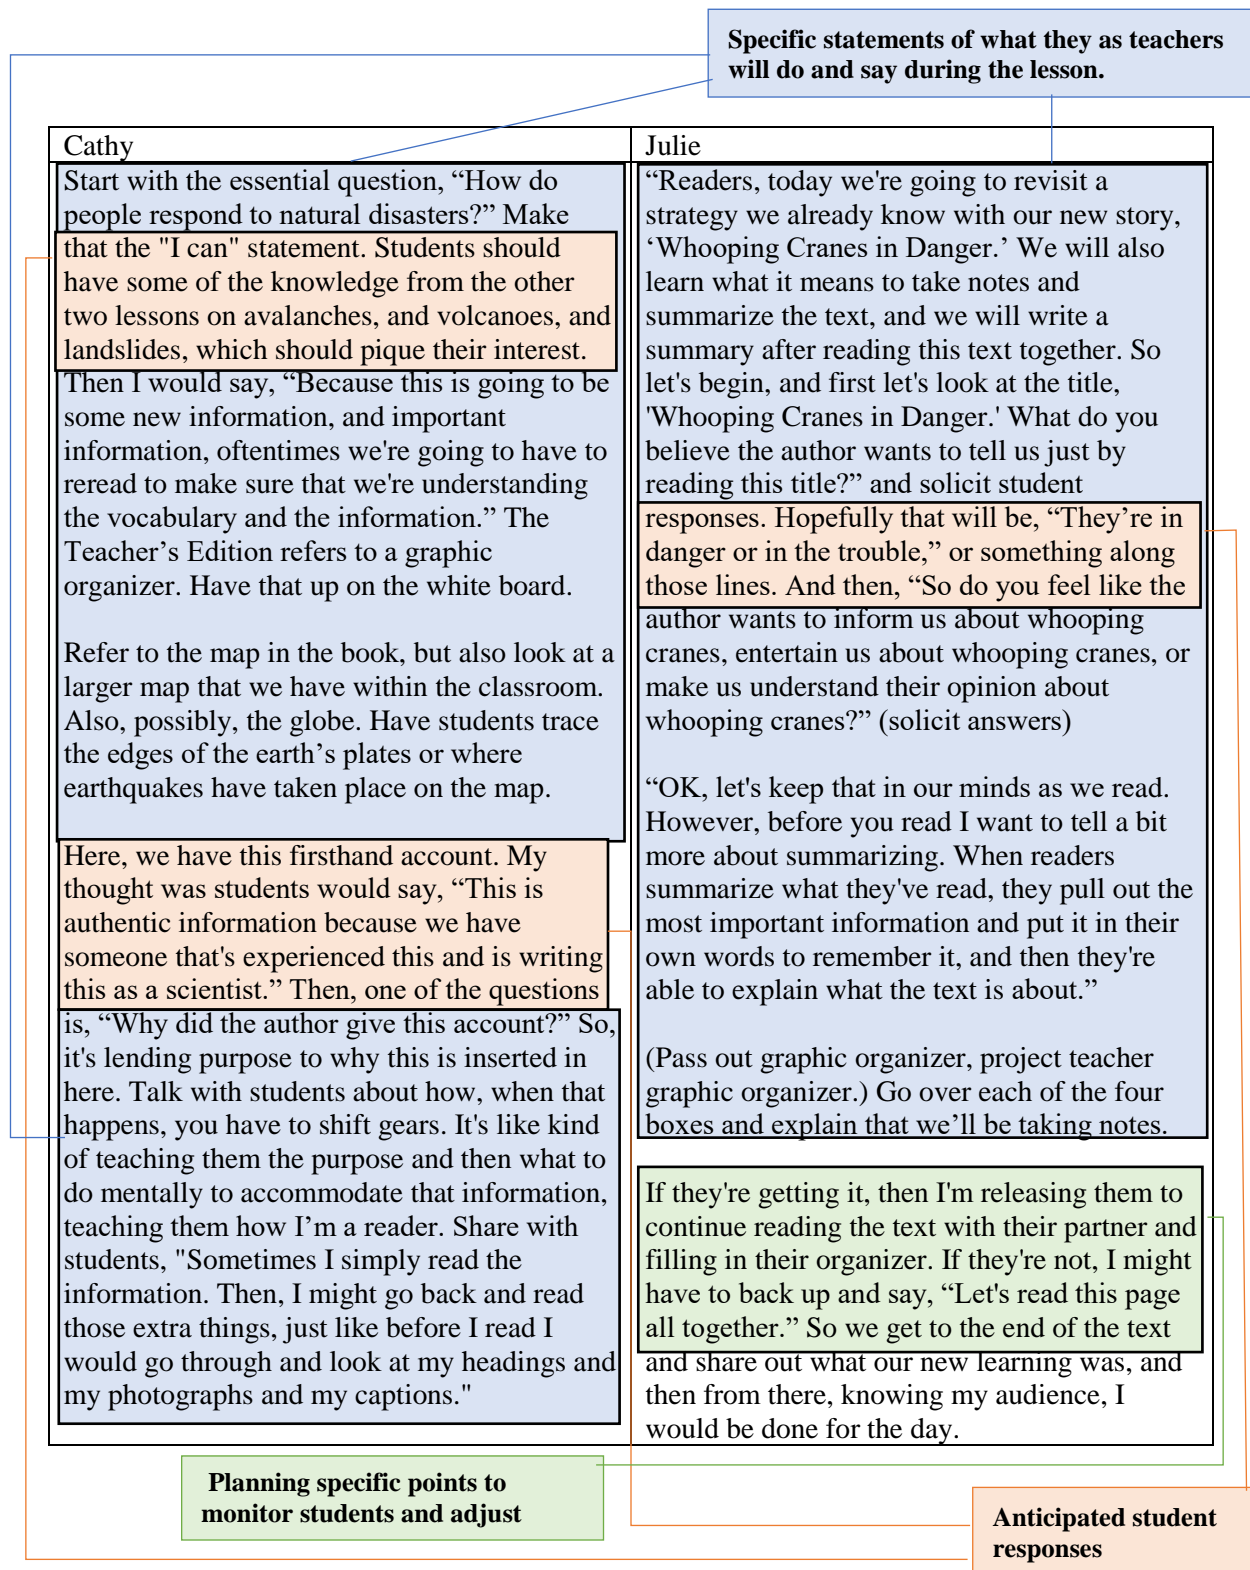 Specific statements of what they as teachers
will do and say during the lesson.
Cathy
Start with the essential question, “How do
people respond to natural disasters?” Make
that the "I can" statement. Students should
have some of the knowledge from the other
two lessons on avalanches, and volcanoes, and
landslides, which should pique their interest.
Then I would say, “Because this is going to be
some new information, and important
information, oftentimes we're going to have to
reread to make sure that we're understanding
the vocabulary and the information.” The
Teacher’s Edition refers to a graphic
organizer. Have that up on the white board.
Refer to the map in the book, but also look at a
larger map that we have within the classroom.
Also, possibly, the globe. Have students trace
the edges of the earth’s plates or where
earthquakes have taken place on the map.
Here, we have this firsthand account. My
thought was students would say, “This is
authentic information because we have
someone that's experienced this and is writing
this as a scientist.” Then, one of the questions
is, “Why did the author give this account?” So,
it's lending purpose to why this is inserted in
here. Talk with students about how, when that
happens, you have to shift gears. It's like kind
of teaching them the purpose and then what to
do mentally to accommodate that information,
teaching them how I’m a reader. Share with
students, "Sometimes I simply read the
information. Then, I might go back and read
those extra things, just like before I read I
would go through and look at my headings and
my photographs and my captions."
Julie
“Readers, today we're going to revisit a
strategy we already know with our new story,
‘Whooping Cranes in Danger.’ We will also
learn what it means to take notes and
summarize the text, and we will write a
summary after reading this text together. So
let's begin, and first let's look at the title,
'Whooping Cranes in Danger.' What do you
believe the author wants to tell us just by
reading this title?” and solicit student
responses. Hopefully that will be, “They’re in
danger or in the trouble,” or something along
those lines. And then, “So do you feel like the
author wants to inform us about whooping
cranes, entertain us about whooping cranes, or
make us understand their opinion about
whooping cranes?” (solicit answers)
“OK, let's keep that in our minds as we read.
However, before you read I want to tell a bit
more about summarizing. When readers
summarize what they've read, they pull out the
most important information and put it in their
own words to remember it, and then they're
able to explain what the text is about.”
(Pass out graphic organizer, project teacher
graphic organizer.) Go over each of the four
boxes and explain that we’ll be taking notes.
If they're getting it, then I'm releasing them to
continue reading the text with their partner and
filling in their organizer. If they're not, I might
have to back up and say, “Let's read this page
all together.” So we get to the end of the text
and share out what our new learning was, and
then from there, knowing my audience, I
would be done for the day.
Planning specific points to
monitor students and adjust
Anticipated student
responses